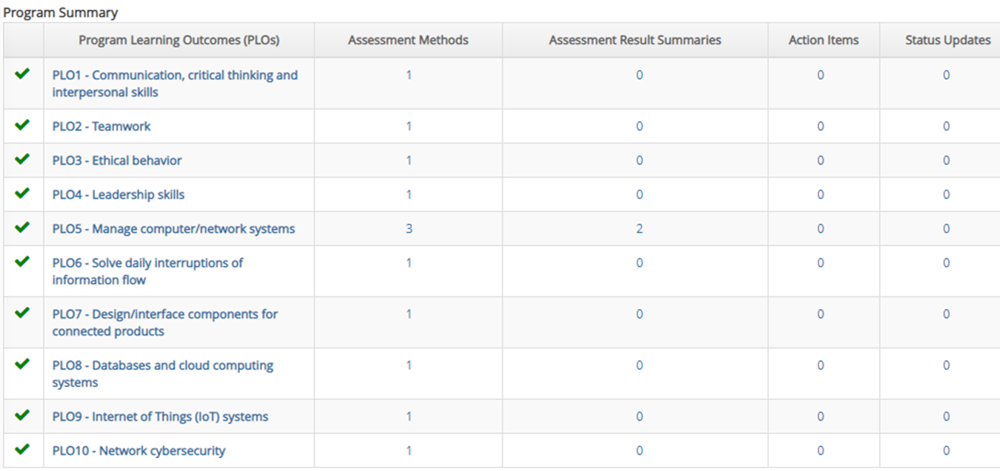 Program Summary
Program Learning Outcomes (PLOs) Assessment Methods Assessment Result Summaries Action Items Status Updates
PLO1 - Communication, critical thinking and 1 0 0 0
interpersonal skills
PLO2 - Teamwork 1 0 0 0
PLO3 - Ethical behavior 1 0 0 0
PLO4 - Leadership skills 1 0 0 0
PLO5 - Manage computer/network systems 3 2 0 0
PLO6 - Solve daily interruptions of 1 0 0 0
information flow
PLO7 - Design/interface components for 1 0 0 0
connected products
PLO8 - Databases and cloud computing 1 0 0 0
systems
PLO9 - Internet of Things (IoT) systems 1 0 0 0
PLO10 - Network cybersecurity 1 0 0 0